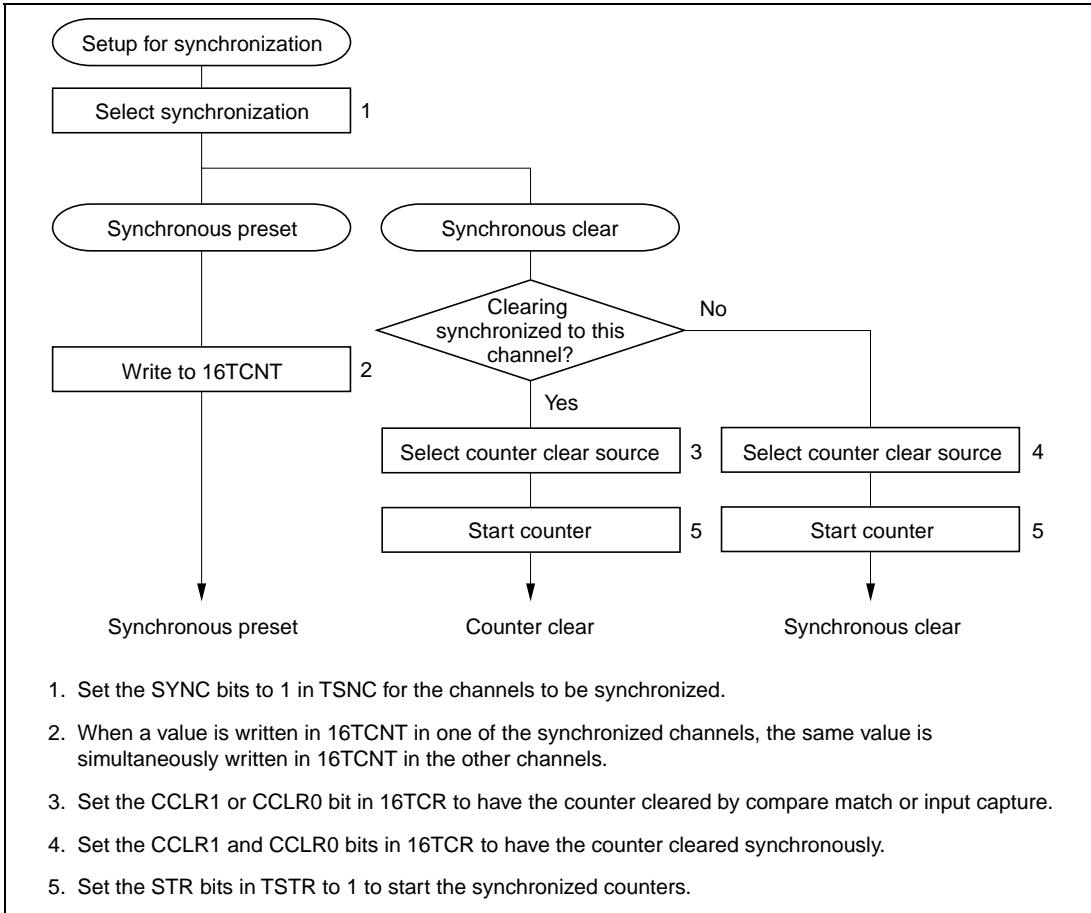 Setup for synchronization
Select synchronization 1
Synchronous preset
Synchronous clear
Clearing
synchronized to this
channel?
No
Write to 16TCNT 2
Yes
Select counter clear source 3
Select counter clear source 4
Start counter 5
Start counter 5
Synchronous preset
Counter clear
Synchronous clear
1. Set the SYNC bits to 1 in TSNC for the channels to be synchronized.
2. When a value is written in 16TCNT in one of the synchronized channels, the same value is
simultaneously written in 16TCNT in the other channels.
3. Set the CCLR1 or CCLR0 bit in 16TCR to have the counter cleared by compare match or input capture.
4. Set the CCLR1 and CCLR0 bits in 16TCR to have the counter cleared synchronously.
5. Set the STR bits in TSTR to 1 to start the synchronized counters.